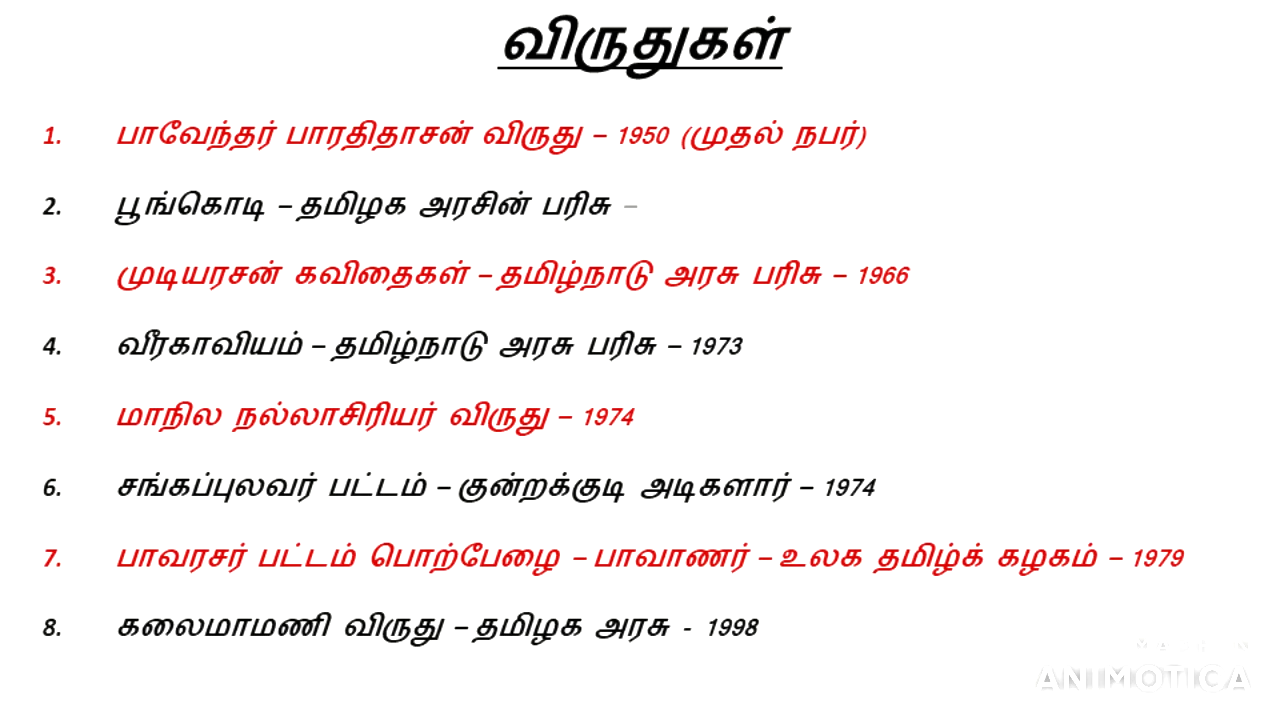 விருதுகள்
1. பாவேந்தர் பாரதிதாசன் விருது – 1950 (முதல் நபர்)
2. பூங்கொடி – தமிழக அரசின் பரிசு –
3. முடியரசன் கவிதைகள் – தமிழ்நாடு அரசு பரிசு – 1966
4. வீரகாவியம் – தமிழ்நாடு அரசு பரிசு – 1973
5. மாநில நல்லாசிரியர் விருது – 1974
6. சங்கப்புலவர் பட்டம் – குன்றக்குடி அடிகளார் – 1974
7. பாவரசர் பட்டம் பொற்பேழை – பாவாணர் – உலக தமிழ்க் கழகம் – 1979
8. கலைமாமணி விருது – தமிழக அரசு - 1998
ANIMOTICA